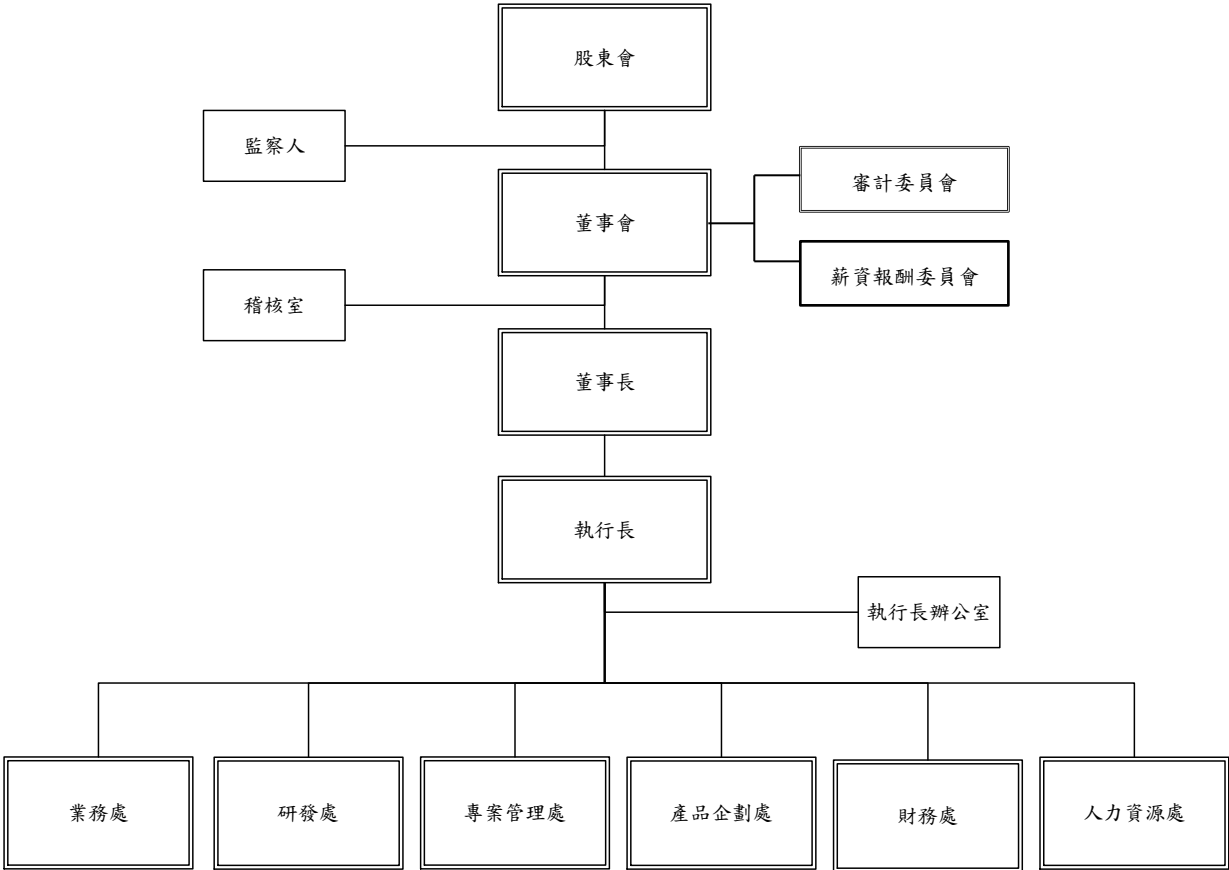 股東會
監察人
審計委員會
董事會
薪資報酬委員會
稽核室
董事長
執行長
執行長辦公室
業務處
研發處
專案管理處
產品企劃處
財務處
人力資源處